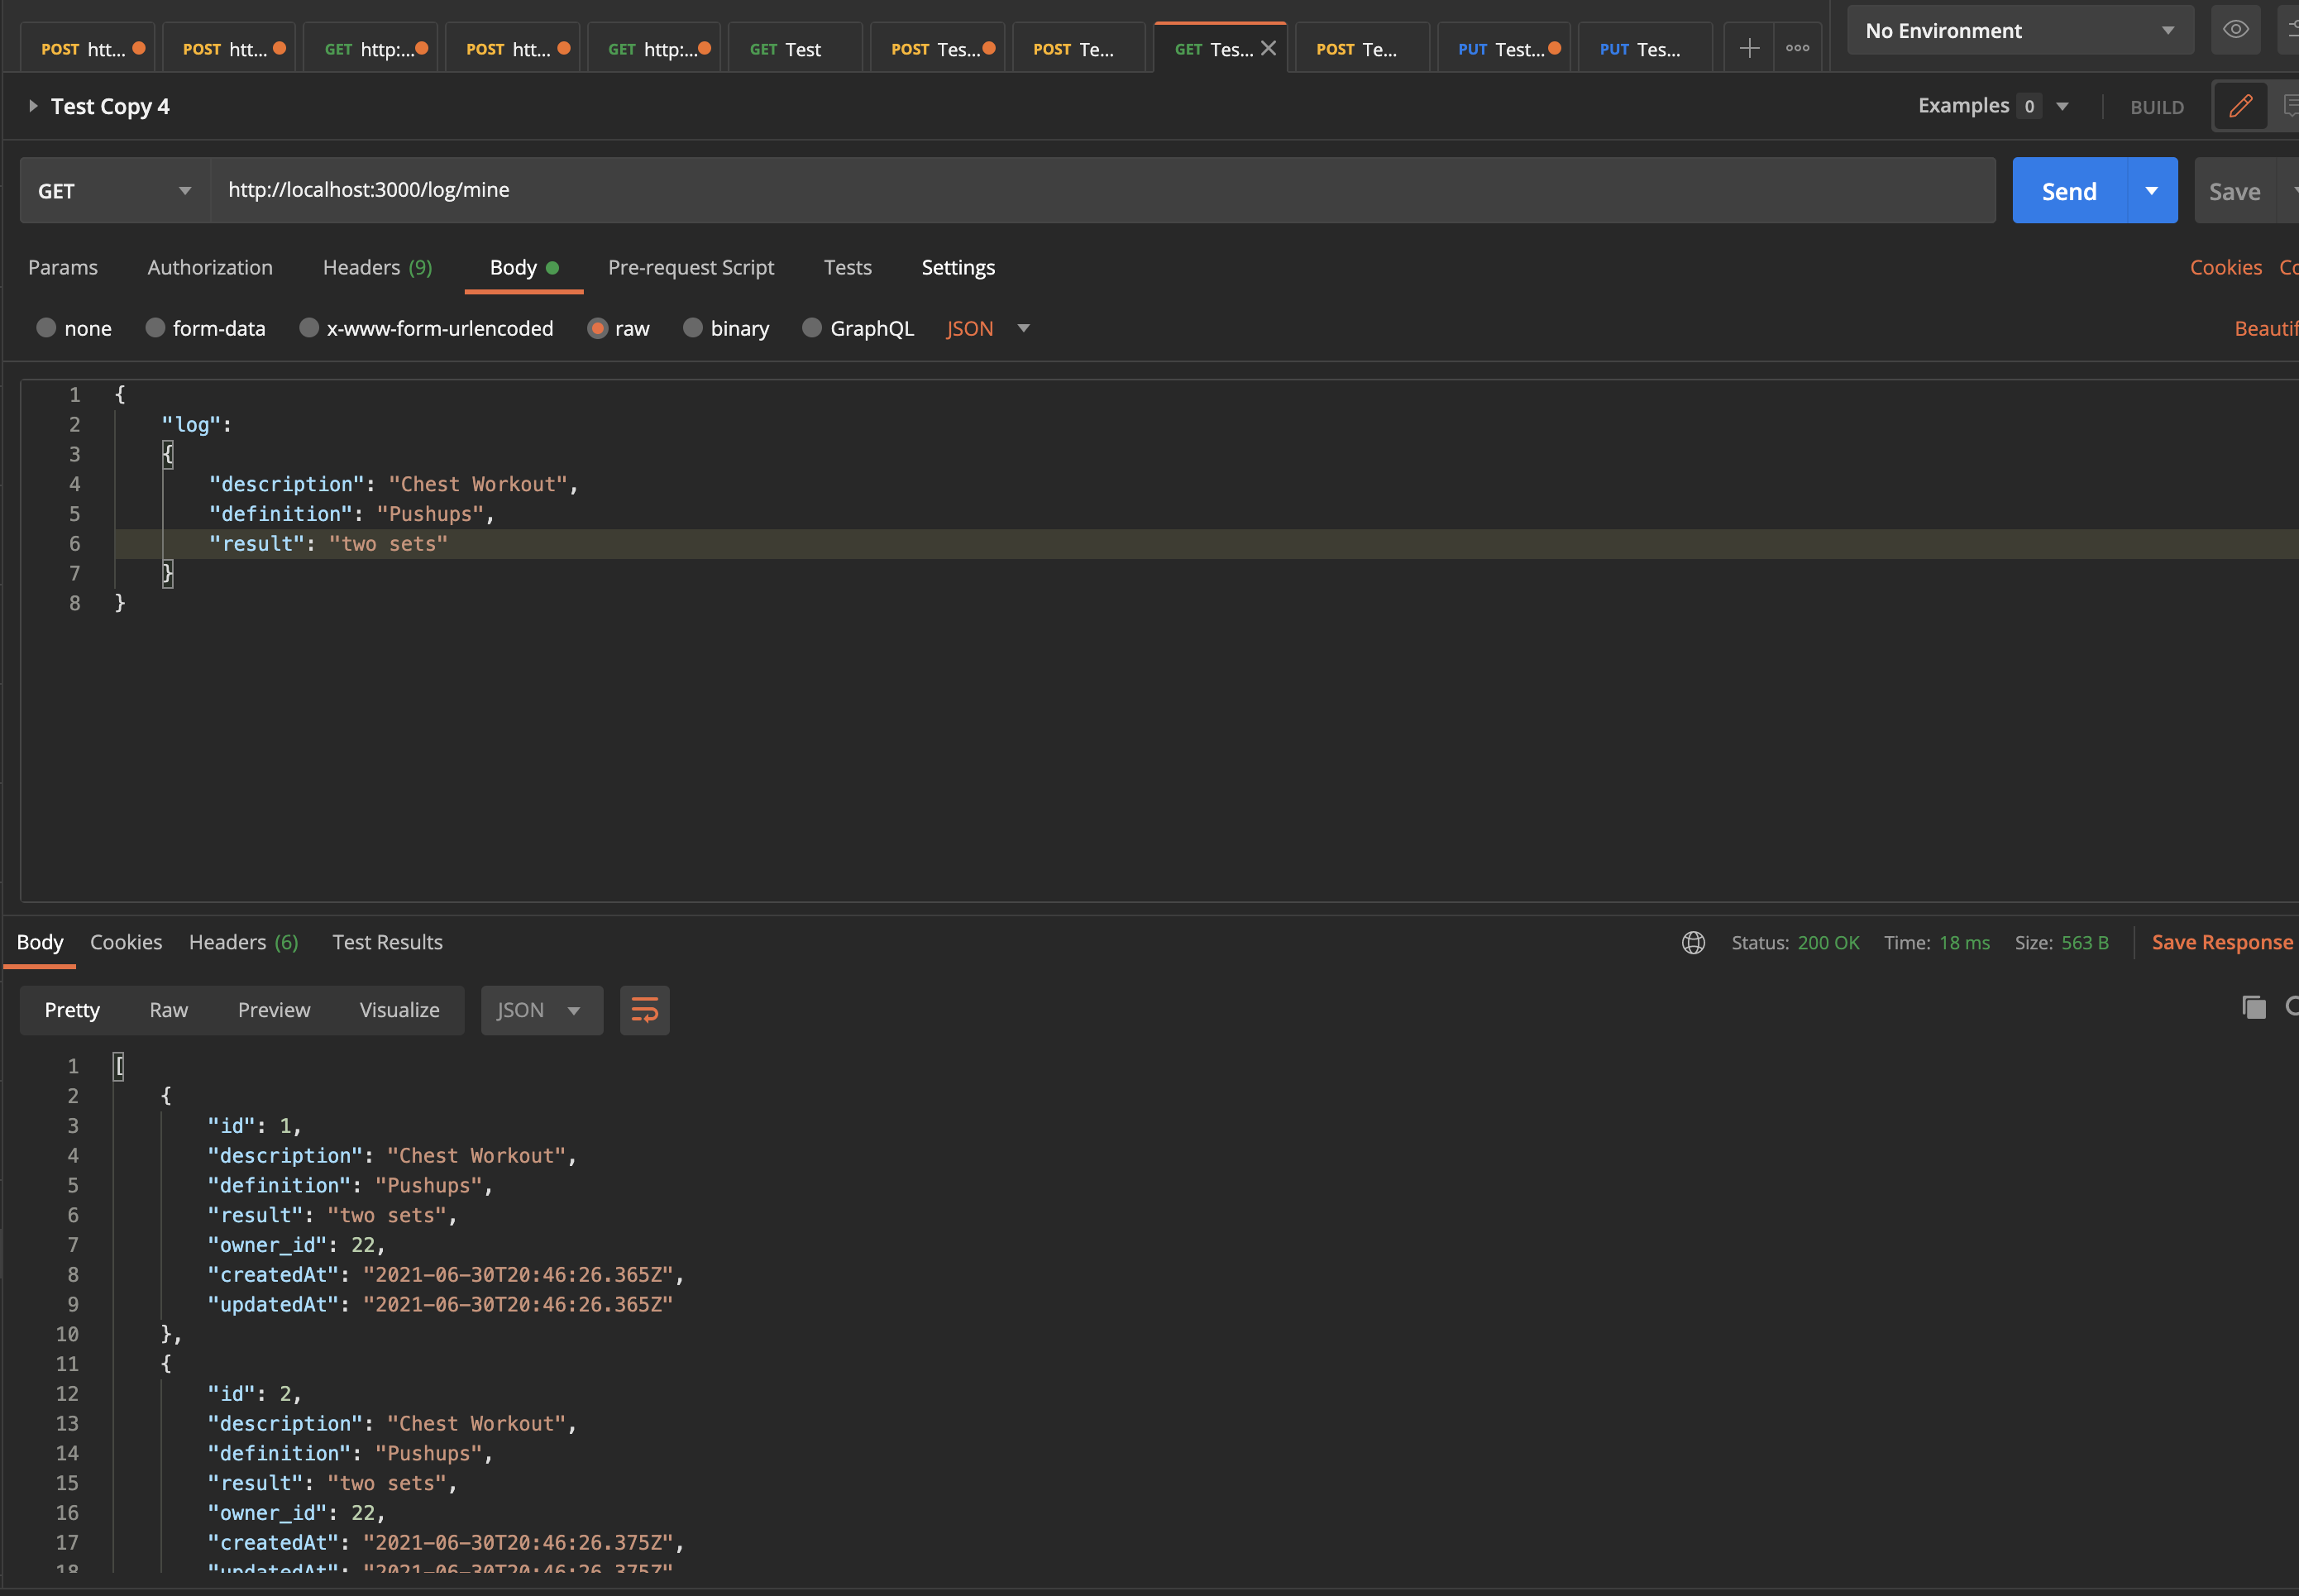 POST htt... POST htt... GET http:... POST htt... GET http:... GET Test POST Tes... POST Te... GET Tes... POST Te... PUT Test... PUT Tes... No Environment
Test Copy 4 Examples 0 BUILD
GET http://localhost:3000/log/mine Send Save
Params Authorization Headers (9) Body Pre-request Script Tests Settings Cookies Co
none form-data x-www-form-urlencoded raw binary GraphQL JSON Beautif
1 {
2 "log":
3 {
4 "description": "Chest Workout",
5 "definition": "Pushups",
6 "result": "two sets"
7 }
8 }
Body Cookies Headers (6) Test Results Status: 200 OK Time: 18 ms Size: 563 B Save Response
Pretty Raw Preview Visualize JSON
1 [
2 {
3 "id": 1,
4 "description": "Chest Workout",
5 "definition": "Pushups",
6 "result": "two sets",
7 "owner_id": 22,
8 "createdAt": "2021-06-30T20:46:26.365Z",
9 "updatedAt": "2021-06-30T20:46:26.365Z"
10 },
11 {
12 "id": 2,
13 "description": "Chest Workout",
14 "definition": "Pushups",
15 "result": "two sets",
16 "owner_id": 22,
17 "createdAt": "2021-06-30T20:46:26.375Z",
18 "updatedAt": "2021-06-30T20:46:26.375Z"